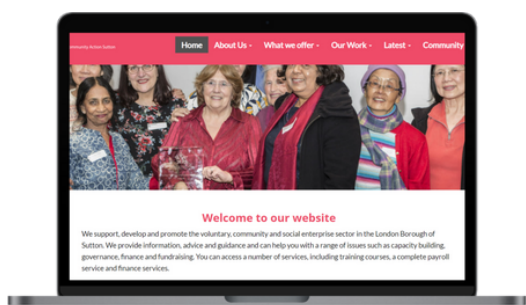 Community Action Sutton
Home About Us - What we offer - Our Work - Latest - Community
Welcome to our website
We support, develop and promote the voluntary, community and social enterprise sector in the London Borough of
Sutton. We provide information, advice and guidance and can help you with a range of issues such as capacity building,
governance, finance and fundraising. You can access a number of services, including training courses, a complete payroll
service and finance services.